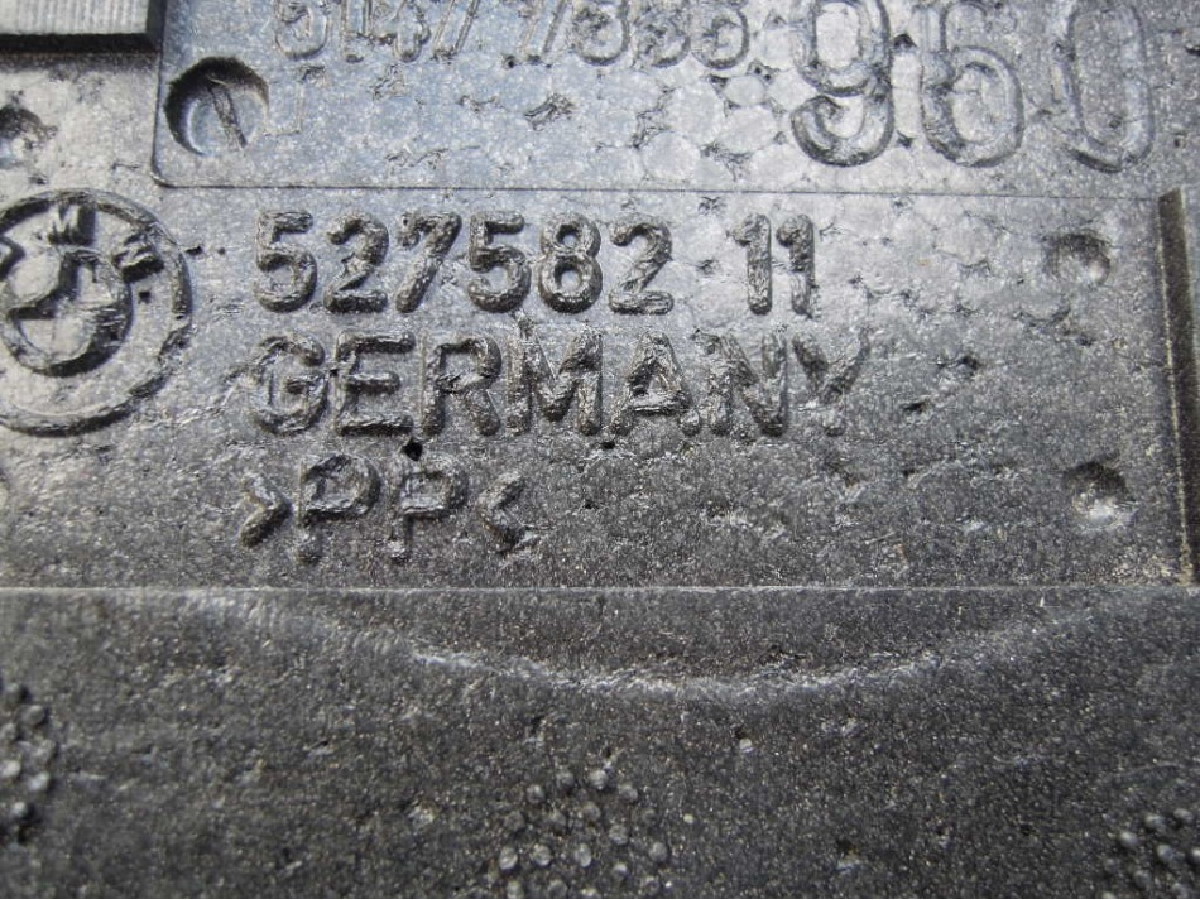 960
527582 11
GERMANY
>PP<